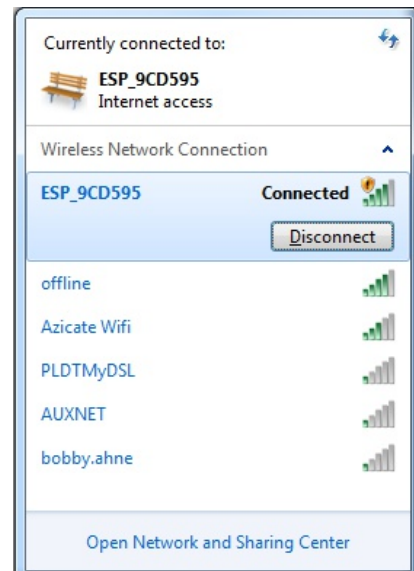 Currently connected to:
ESP_9CD595
Internet access
Wireless Network Connection
ESP_9CD595 Connected
Disconnect
offline
Azicate Wifi
PLDTMyDSL
AUXNET
bobby.ahne
Open Network and Sharing Center